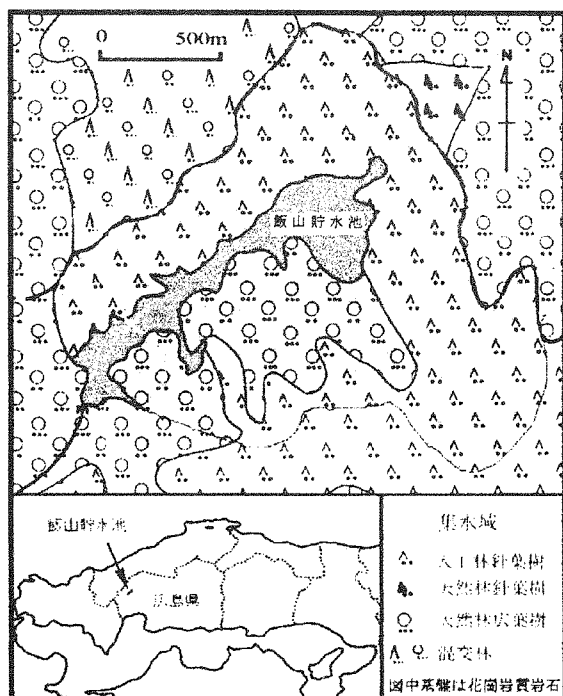 0 500m
N
飯山貯水池
飯山貯水池
広島県
集水域
人工林針葉樹
天然林針葉樹
天然林広葉樹
混交林
図中基盤は花崗岩質岩石